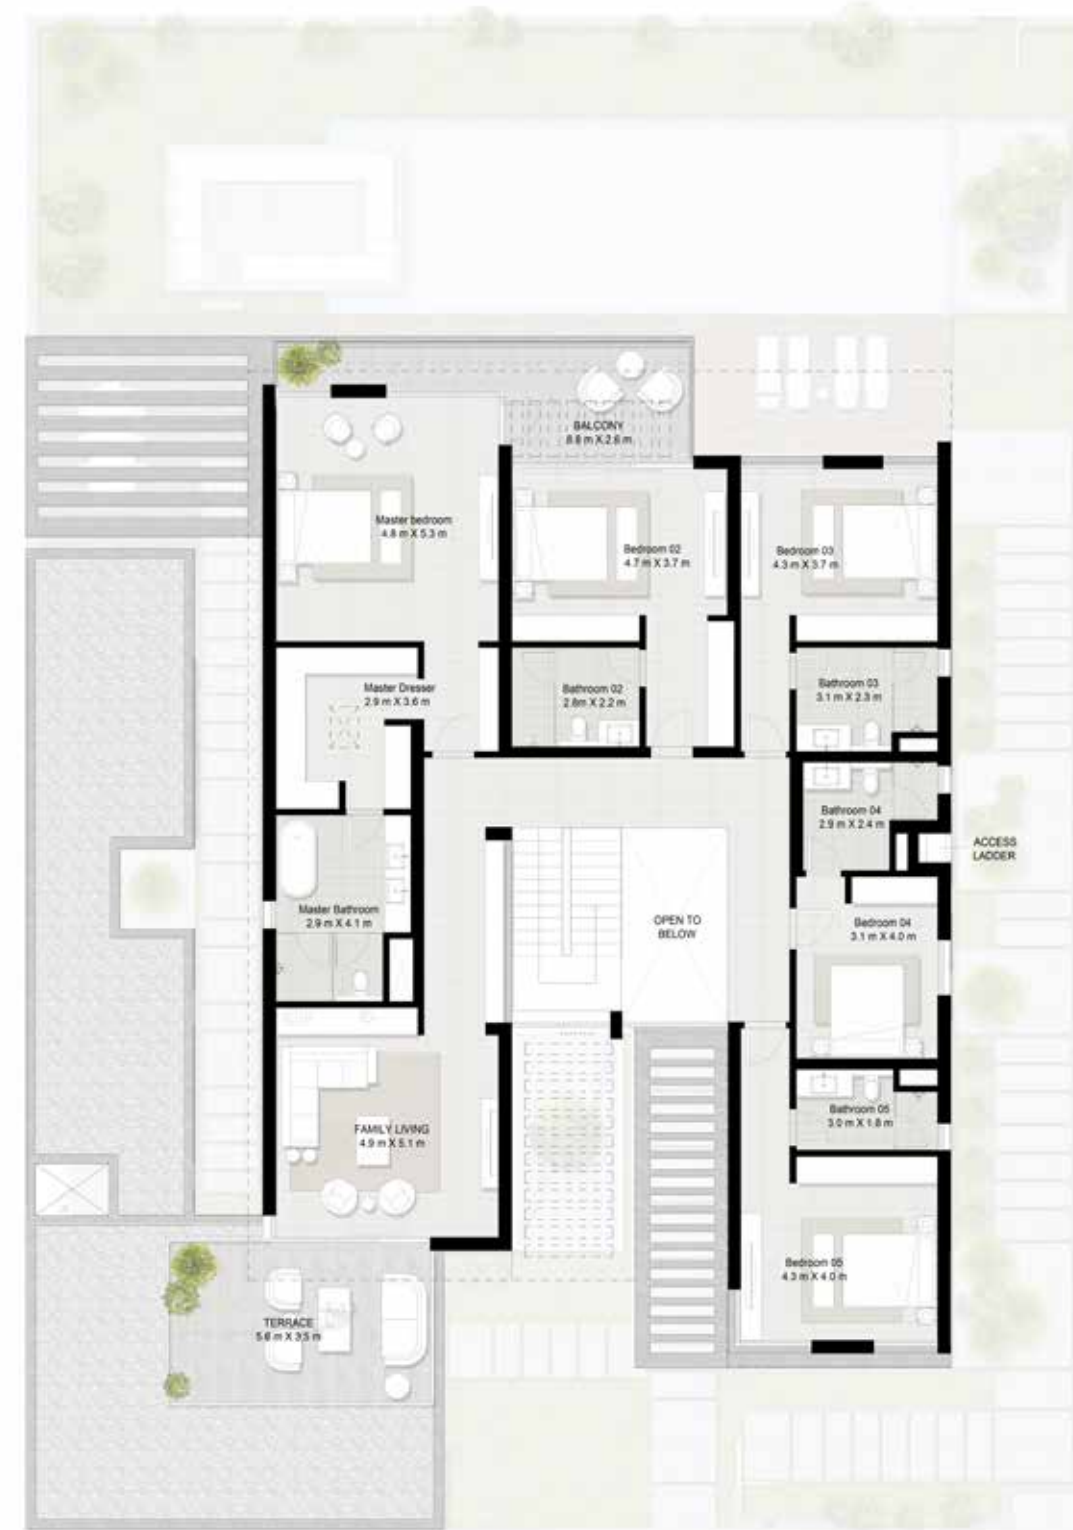 BALCONY
8.8 m X 2.6 m
Master bedroom
4.8 m X 5.3 m
Bedroom 02
4.7 m X 3.7 m
Bedroom 03
4.3 m X 3.7 m
Master Dresser
2.9 m X 3.6 m
Bathroom 02
2.8m X 2.2 m
Bathroom 03
3.1 m X 2.3 m
Bathroom 04
2.9 m X 2.4 m
ACCESS
LADDER
Master Bathroom
2.9 m X 4.1 m
OPEN TO
BELOW
Bedroom 04
3.1 m X 4.0 m
FAMILY LIVING
4.9 m X 5.1 m
Bathroom 05
3.0 m X 1.8 m
Bedroom 05
4.3 m X 4.0 m
TERRACE
5.6 m X 3.5 m